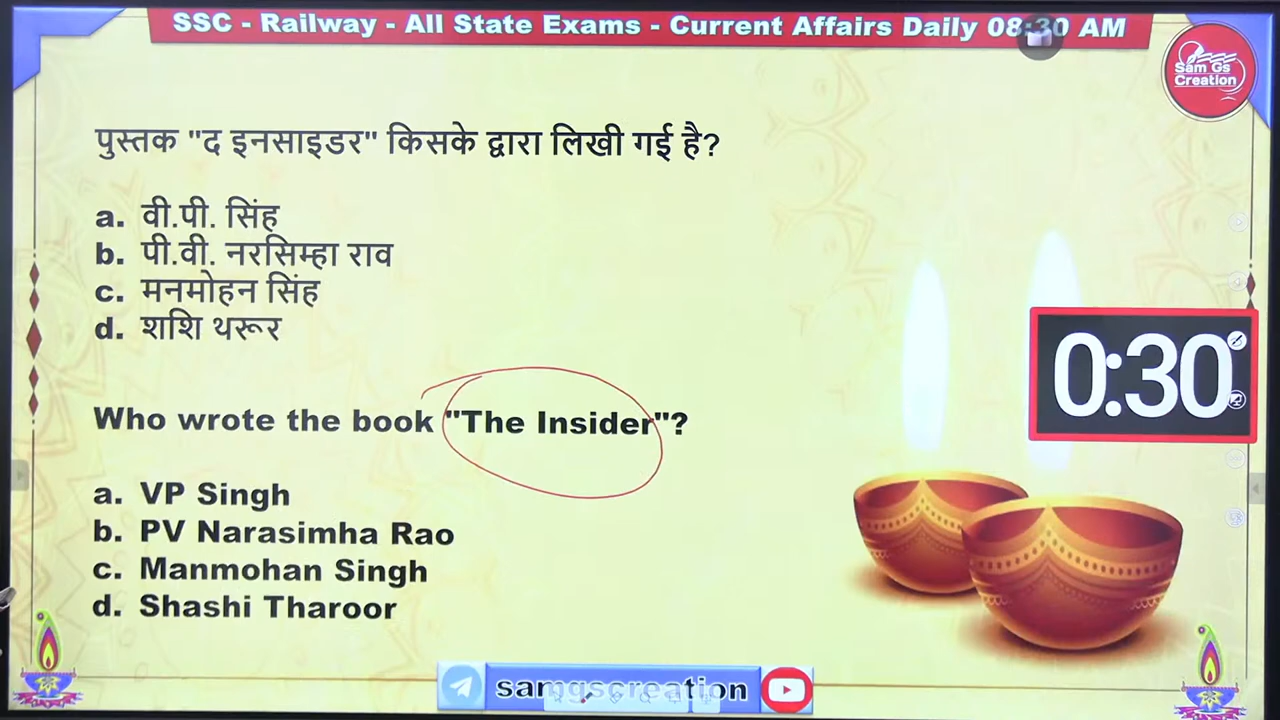 SSC - Railway - All State Exams - Current Affairs Daily 08:30 AM
Sam Gs
Creation
पुस्तक "द इनसाइडर" किसके द्वारा लिखी गई है?
a. वी.पी. सिंह
b. पी.वी. नरसिम्हा राव
c. मनमोहन सिंह
d. शशि थरूर
0:30
Who wrote the book "The Insider"?
a. VP Singh
b. PV Narasimha Rao
c. Manmohan Singh
d. Shashi Tharoor
samgscreation